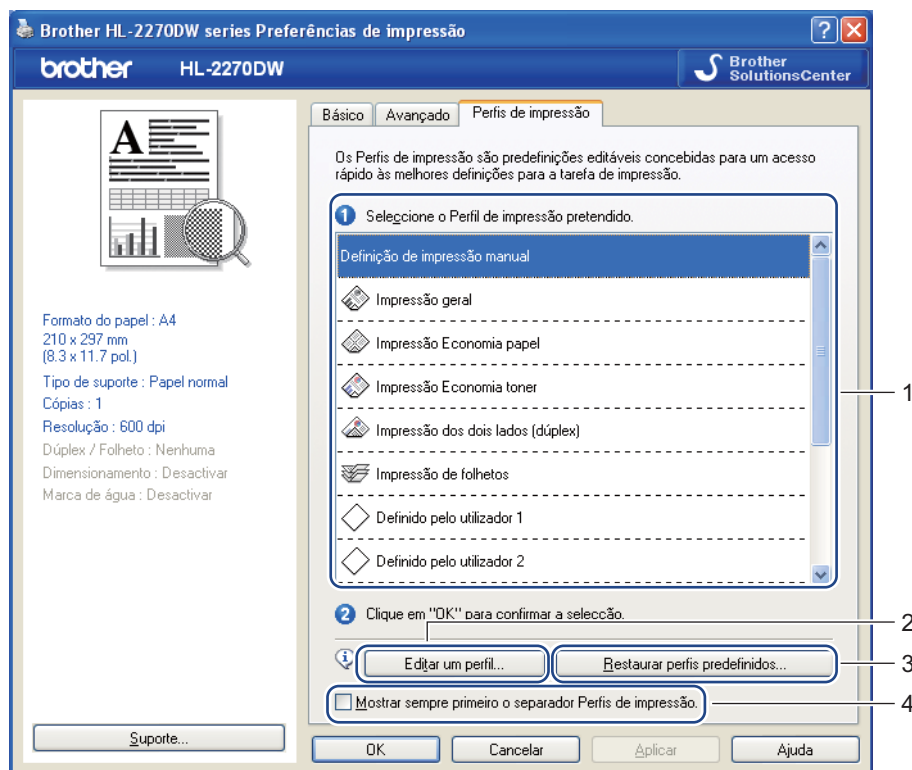 Brother HL-2270DW series Preferências de impressão
brother HL-2270DW
Brother
SolutionsCenter
A
Formato do papel : A4
210 x 297 mm
(8.3 x 11.7 pol.)
Tipo de suporte : Papel normal
Cópias : 1
Resolução : 600 dpi
Dúplex / Folheto : Nenhuma
Dimensionamento : Desactivar
Marca de água : Desactivar
Suporte...
Básico Avançado Perfis de impressão
Os Perfis de impressão são predefinições editáveis concebidas para um acesso
rápido às melhores definições para a tarefa de impressão.
1 Seleccione o Perfil de impressão pretendido.
Definição de impressão manual
Impressão geral
Impressão Economia papel
Impressão Economia toner
Impressão dos dois lados (dúplex)
Impressão de folhetos
Definido pelo utilizador 1
Definido pelo utilizador 2
2 Clique em "OK" para confirmar a selecção.
Editar um perfil... Restaurar perfis predefinidos...
Mostrar sempre primeiro o separador Perfis de impressão.
OK Cancelar Aplicar Ajuda
1
2
3
4